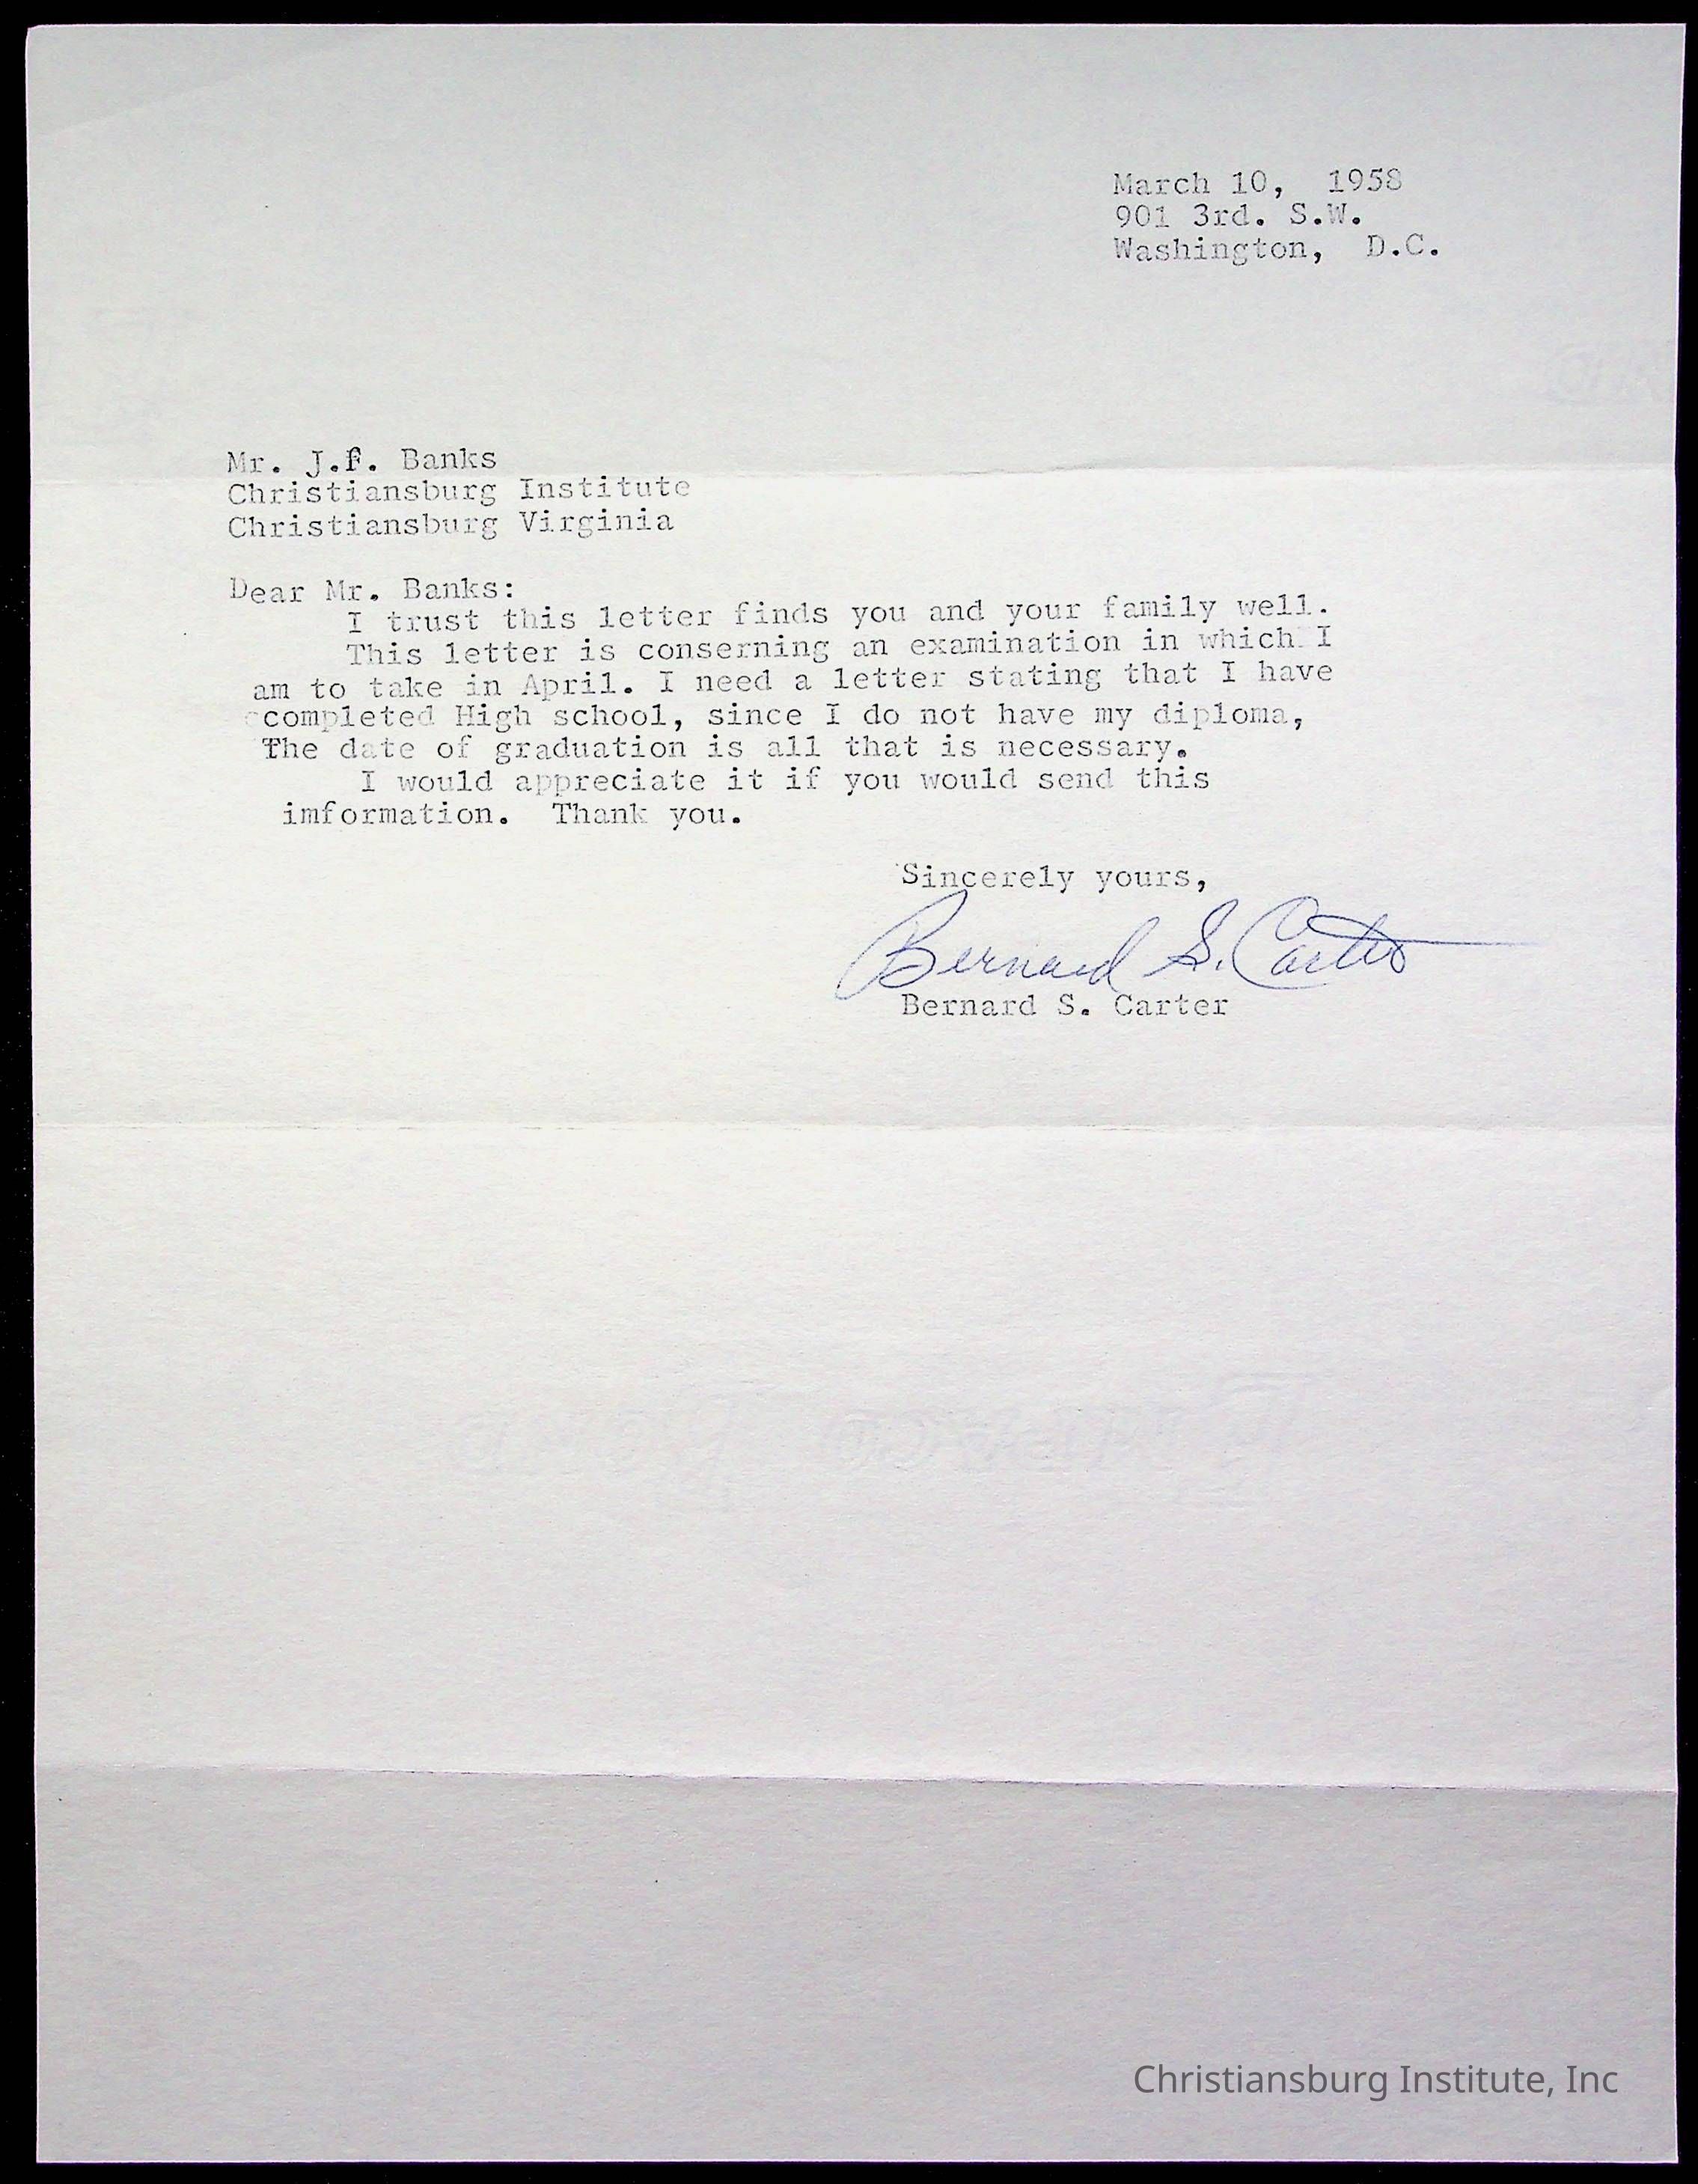 March 10, 1958
901 3rd. S.W.
Washington, D.C.
Mr. J.F. Banks
Christiansburg Institute
Christiansburg Virginia
Dear Mr. Banks:
I trust this letter finds you and your family well.
This letter is conserning an examination in which I
am to take in April. I need a letter stating that I have
completed High school, since I do not have my diploma,
The date of graduation is all that is necessary.
I would appreciate it if you would send this
imformation. Thank you.
Sincerely yours,
Bernard S. Carter
Bernard S. Carter
Christiansburg Institute, Inc